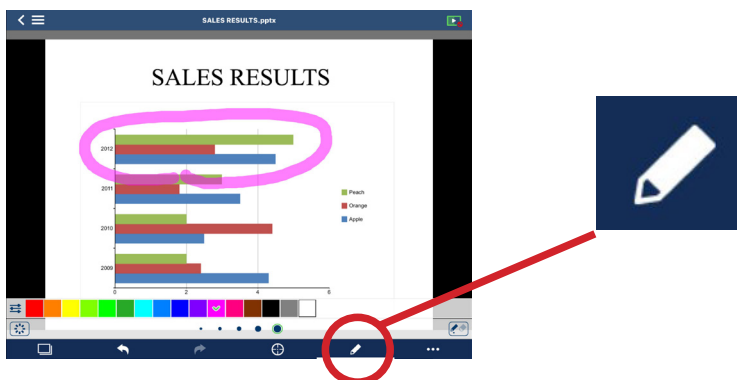 SALES RESULTS.pptx
SALES RESULTS
2012
2011
2010
2009
Peach
Orange
Apple
0 2 4 6